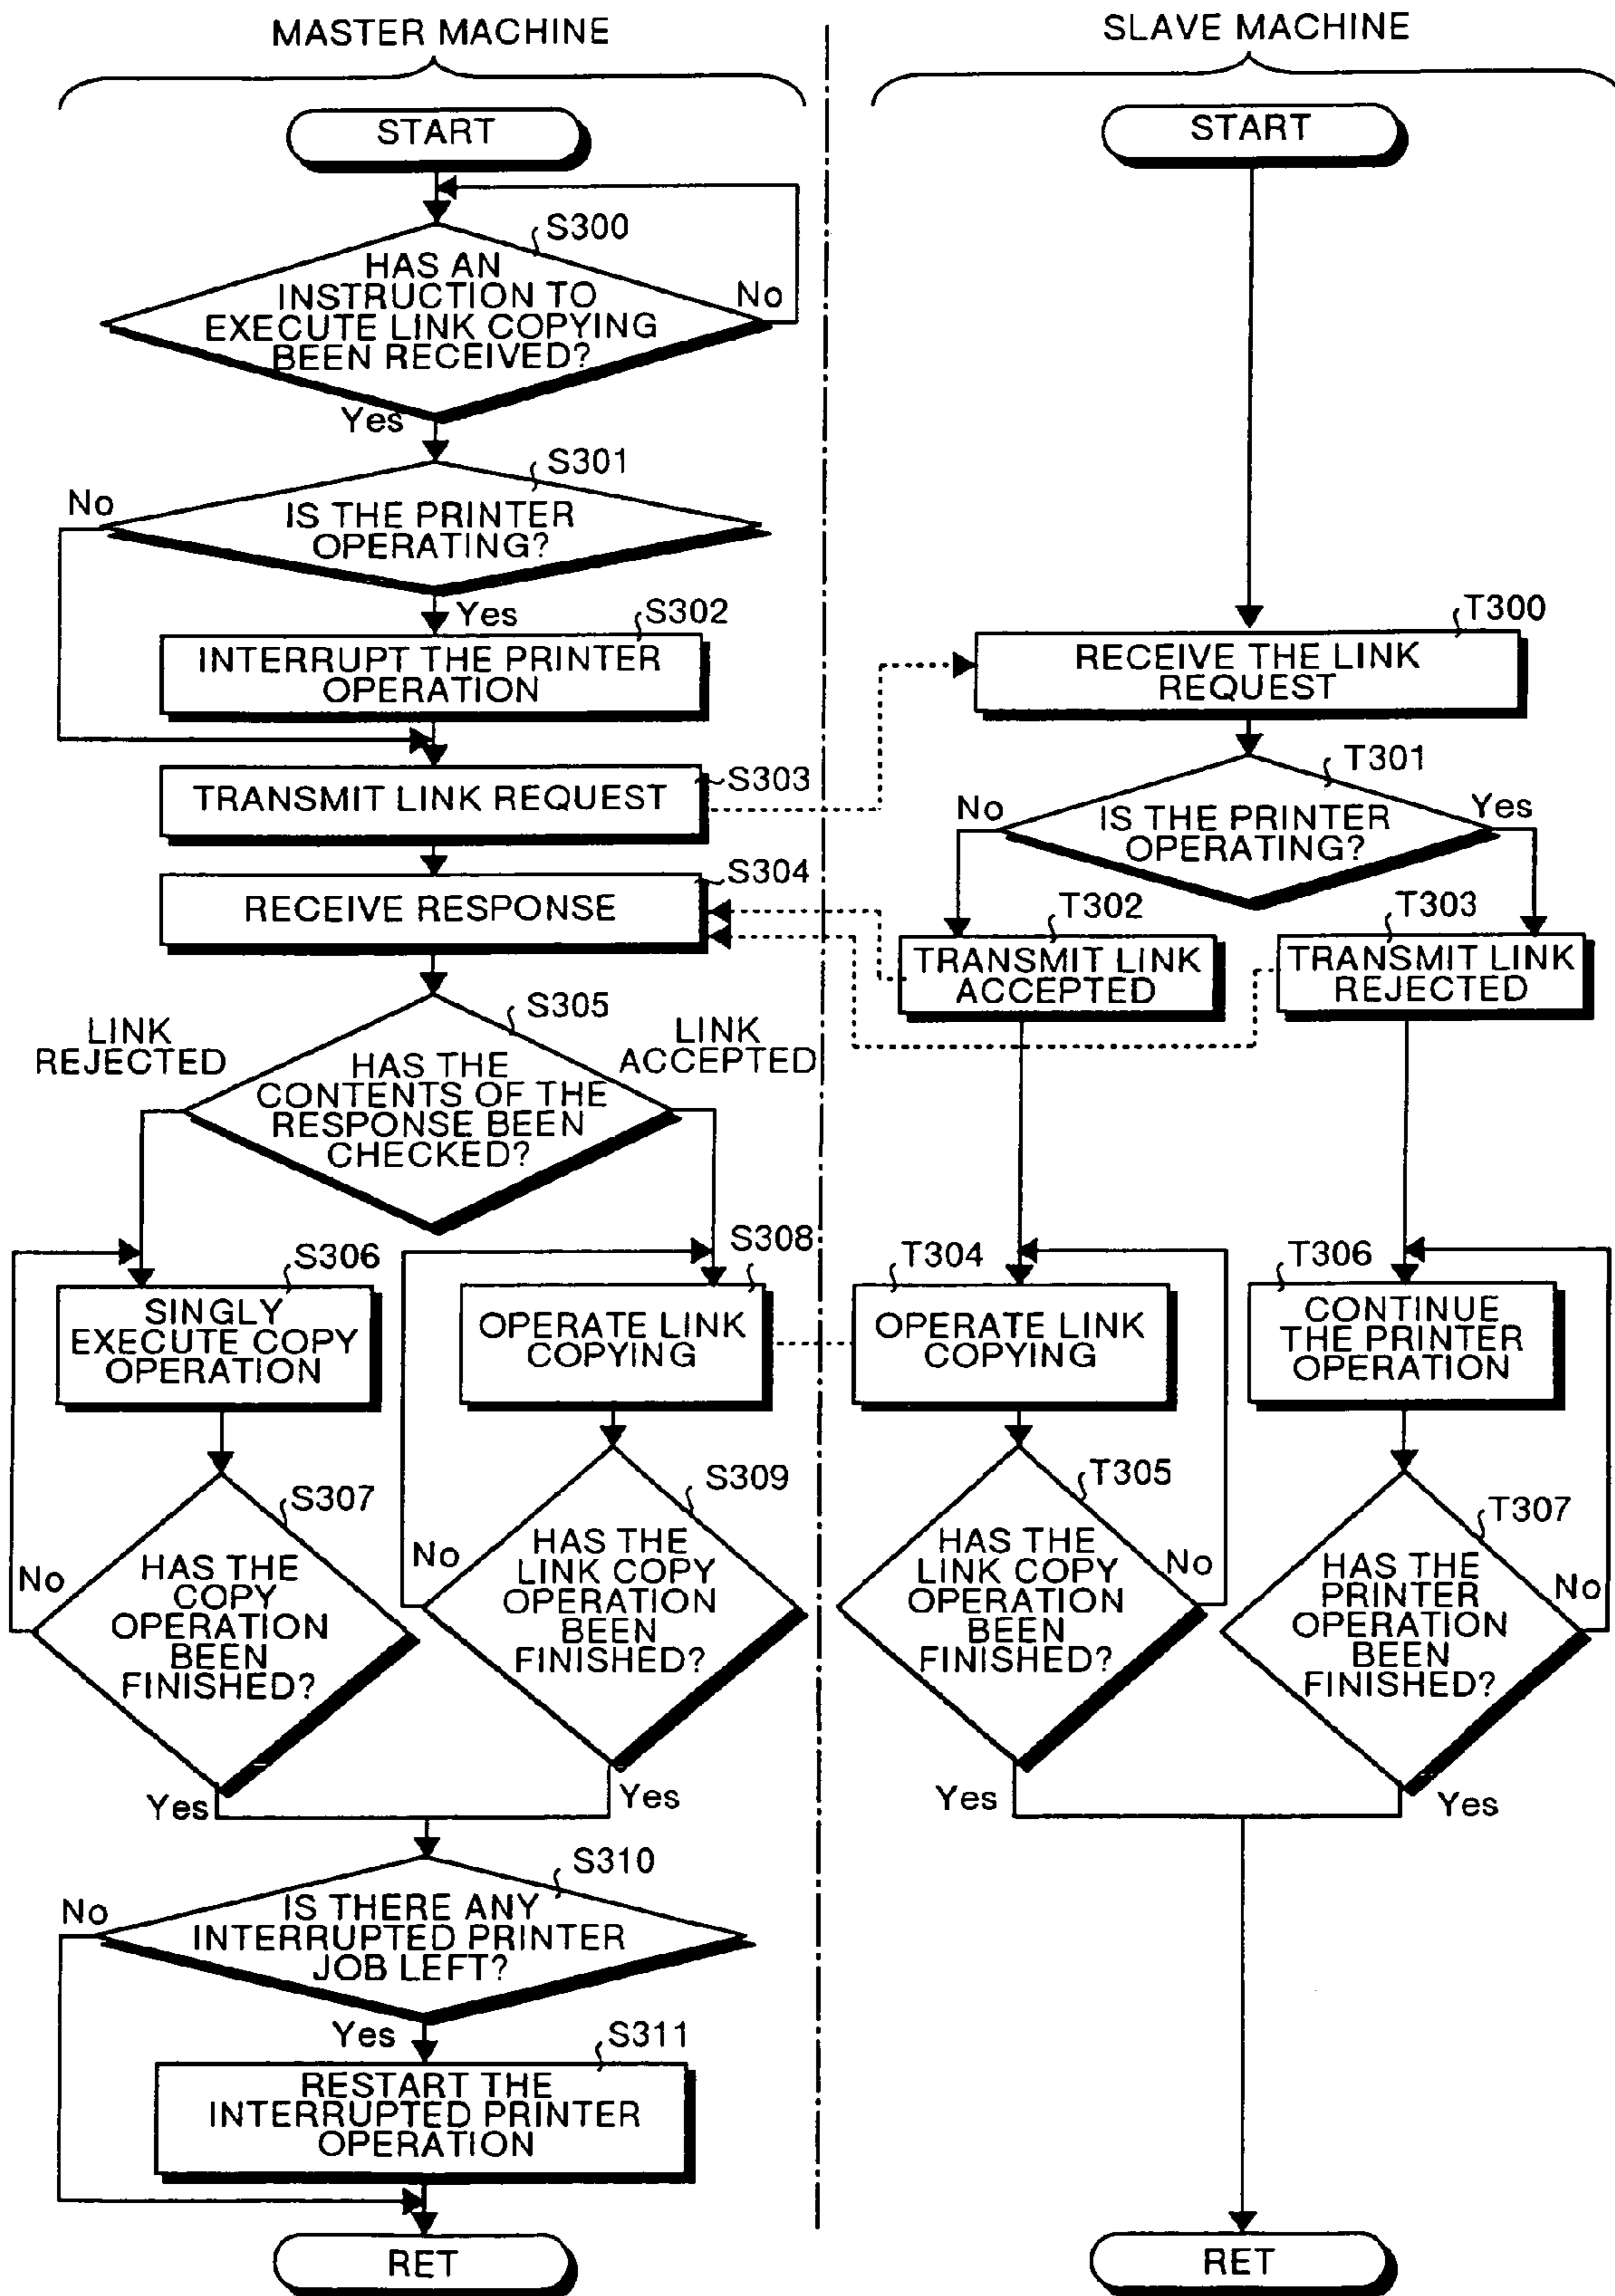 MASTER MACHINE
START
S300
HAS AN
INSTRUCTION TO
EXECUTE LINK COPYING
BEEN RECEIVED?
No
Yes
S301
No
IS THE PRINTER
OPERATING?
Yes
S302
INTERRUPT THE PRINTER
OPERATION
S303
TRANSMIT LINK REQUEST
S304
RECEIVE RESPONSE
S305
LINK
REJECTED
LINK
ACCEPTED
HAS THE
CONTENTS OF THE
RESPONSE BEEN
CHECKED?
S306
SINGLY
EXECUTE COPY
OPERATION
S308
OPERATE LINK
COPYING
S307
No
HAS THE
COPY
OPERATION
BEEN
FINISHED?
Yes
S309
No
HAS THE
LINK COPY
OPERATION
BEEN
FINISHED?
Yes
S310
No
IS THERE ANY
INTERRUPTED PRINTER
JOB LEFT?
Yes
S311
RESTART THE
INTERRUPTED PRINTER
OPERATION
RET
SLAVE MACHINE
START
T300
RECEIVE THE LINK
REQUEST
T301
No
Yes
IS THE PRINTER
OPERATING?
T302
TRANSMIT LINK
ACCEPTED
T303
TRANSMIT LINK
REJECTED
T304
OPERATE LINK
COPYING
T306
CONTINUE
THE PRINTER
OPERATION
T305
HAS THE
LINK COPY
OPERATION
BEEN
FINISHED?
No
Yes
T307
HAS THE
PRINTER
OPERATION
BEEN
FINISHED?
No
Yes
RET